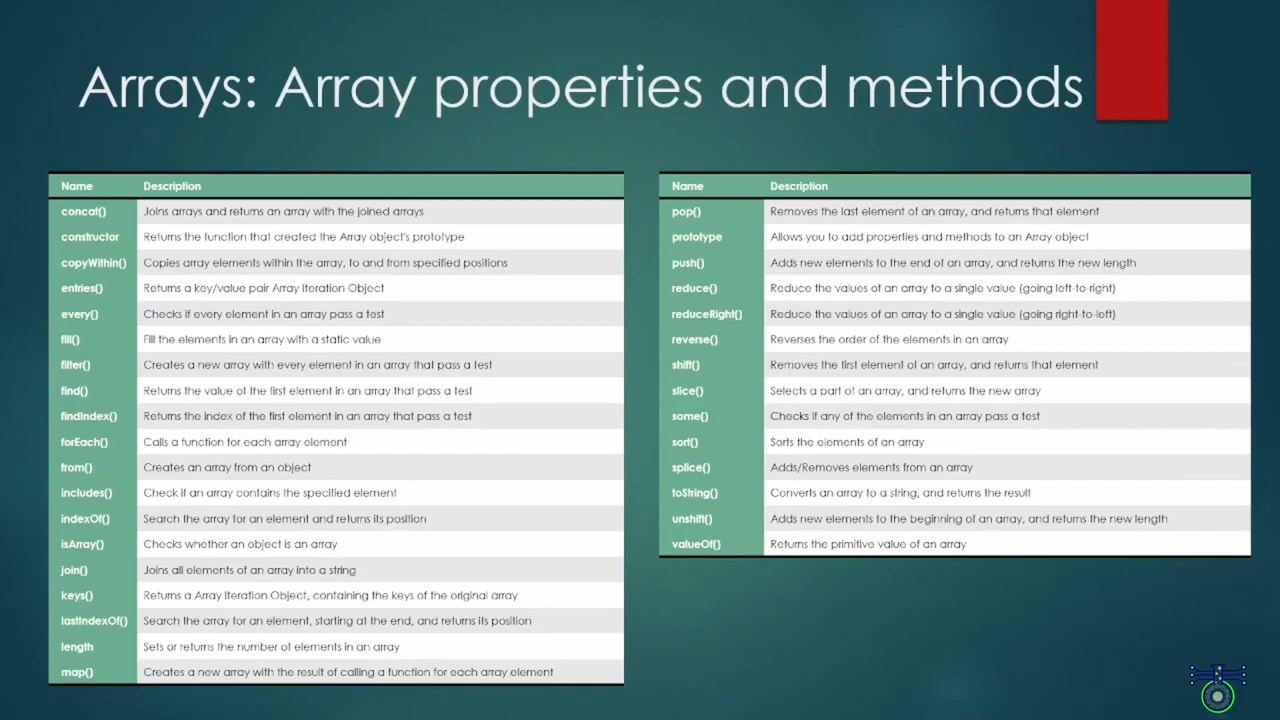 Arrays: Array properties and methods
Name Description
concat() Joins arrays and returns an array with the joined arrays
constructor Returns the function that created the Array object's prototype
copyWithin() Copies array elements within the array, to and from specified positions
entries() Returns a key/value pair Array Iteration Object
every() Checks if every element in an array pass a test
fill() Fill the elements in an array with a static value
filter() Creates a new array with every element in an array that pass a test
find() Returns the value of the first element in an array that pass a test
findIndex() Returns the index of the first element in an array that pass a test
forEach() Calls a function for each array element
from() Creates an array from an object
includes() Check if an array contains the specified element
indexOf() Search the array for an element and returns its position
isArray() Checks whether an object is an array
join() Joins all elements of an array into a string
keys() Returns a Array Iteration Object, containing the keys of the original array
lastIndexOf() Search the array for an element, starting at the end, and returns its position
length Sets or returns the number of elements in an array
map() Creates a new array with the result of calling a function for each array element
Name Description
pop() Removes the last element of an array, and returns that element
prototype Allows you to add properties and methods to an Array object
push() Adds new elements to the end of an array, and returns the new length
reduce() Reduce the values of an array to a single value (going left-to-right)
reduceRight() Reduce the values of an array to a single value (going right-to-left)
reverse() Reverses the order of the elements in an array
shift() Removes the first element of an array, and returns that element
slice() Selects a part of an array, and returns the new array
some() Checks if any of the elements in an array pass a test
sort() Sorts the elements of an array
splice() Adds/Removes elements from an array
toString() Converts an array to a string, and returns the result
unshift() Adds new elements to the beginning of an array, and returns the new length
valueOf() Returns the primitive value of an array